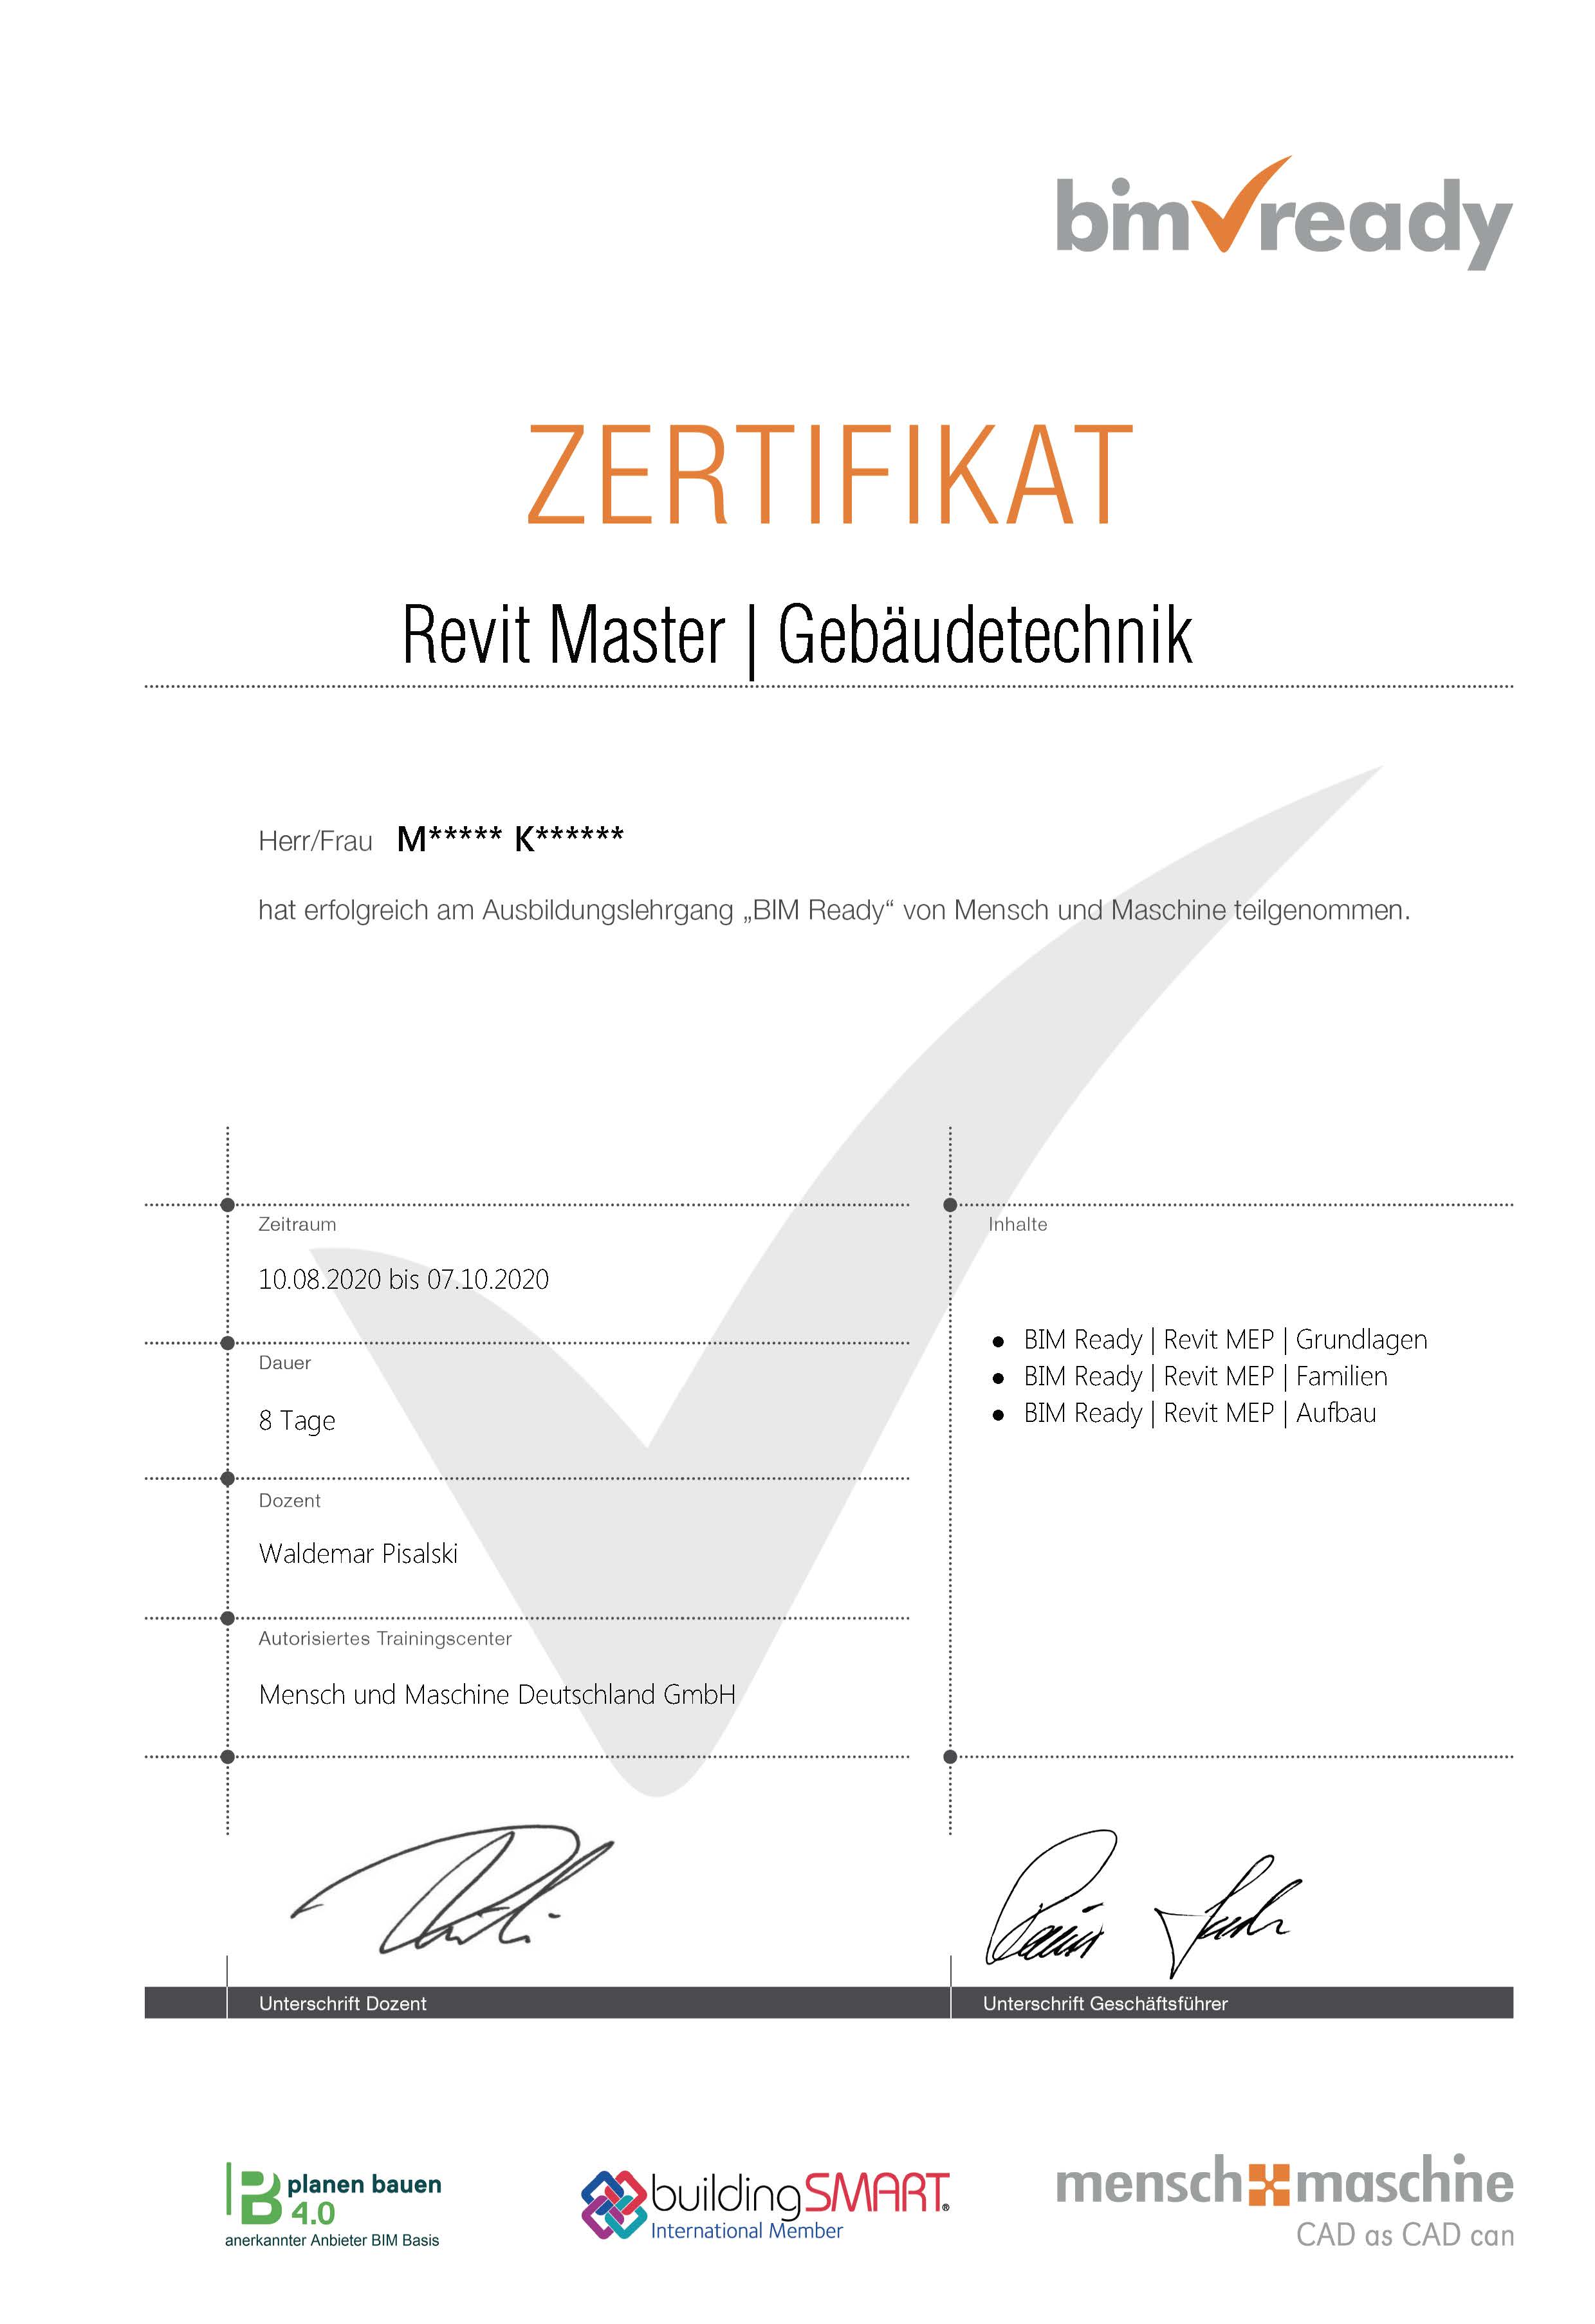 bim ready
ZERTIFIKAT
Revit Master | Gebäudetechnik
Herr/Frau M***** K******
hat erfolgreich am Ausbildungslehrgang „BIM Ready“ von Mensch und Maschine teilgenommen.
Zeitraum
10.08.2020 bis 07.10.2020
Dauer
8 Tage
Dozent
Waldemar Pisalski
Autorisiertes Trainingscenter
Mensch und Maschine Deutschland GmbH
Inhalte
● BIM Ready | Revit MEP | Grundlagen
● BIM Ready | Revit MEP | Familien
● BIM Ready | Revit MEP | Aufbau
Unterschrift Dozent
Unterschrift Geschäftsführer
B planen bauen
4.0
anerkannter Anbieter BIM Basis
buildingSMART®
International Member
mensch maschine
CAD as CAD can